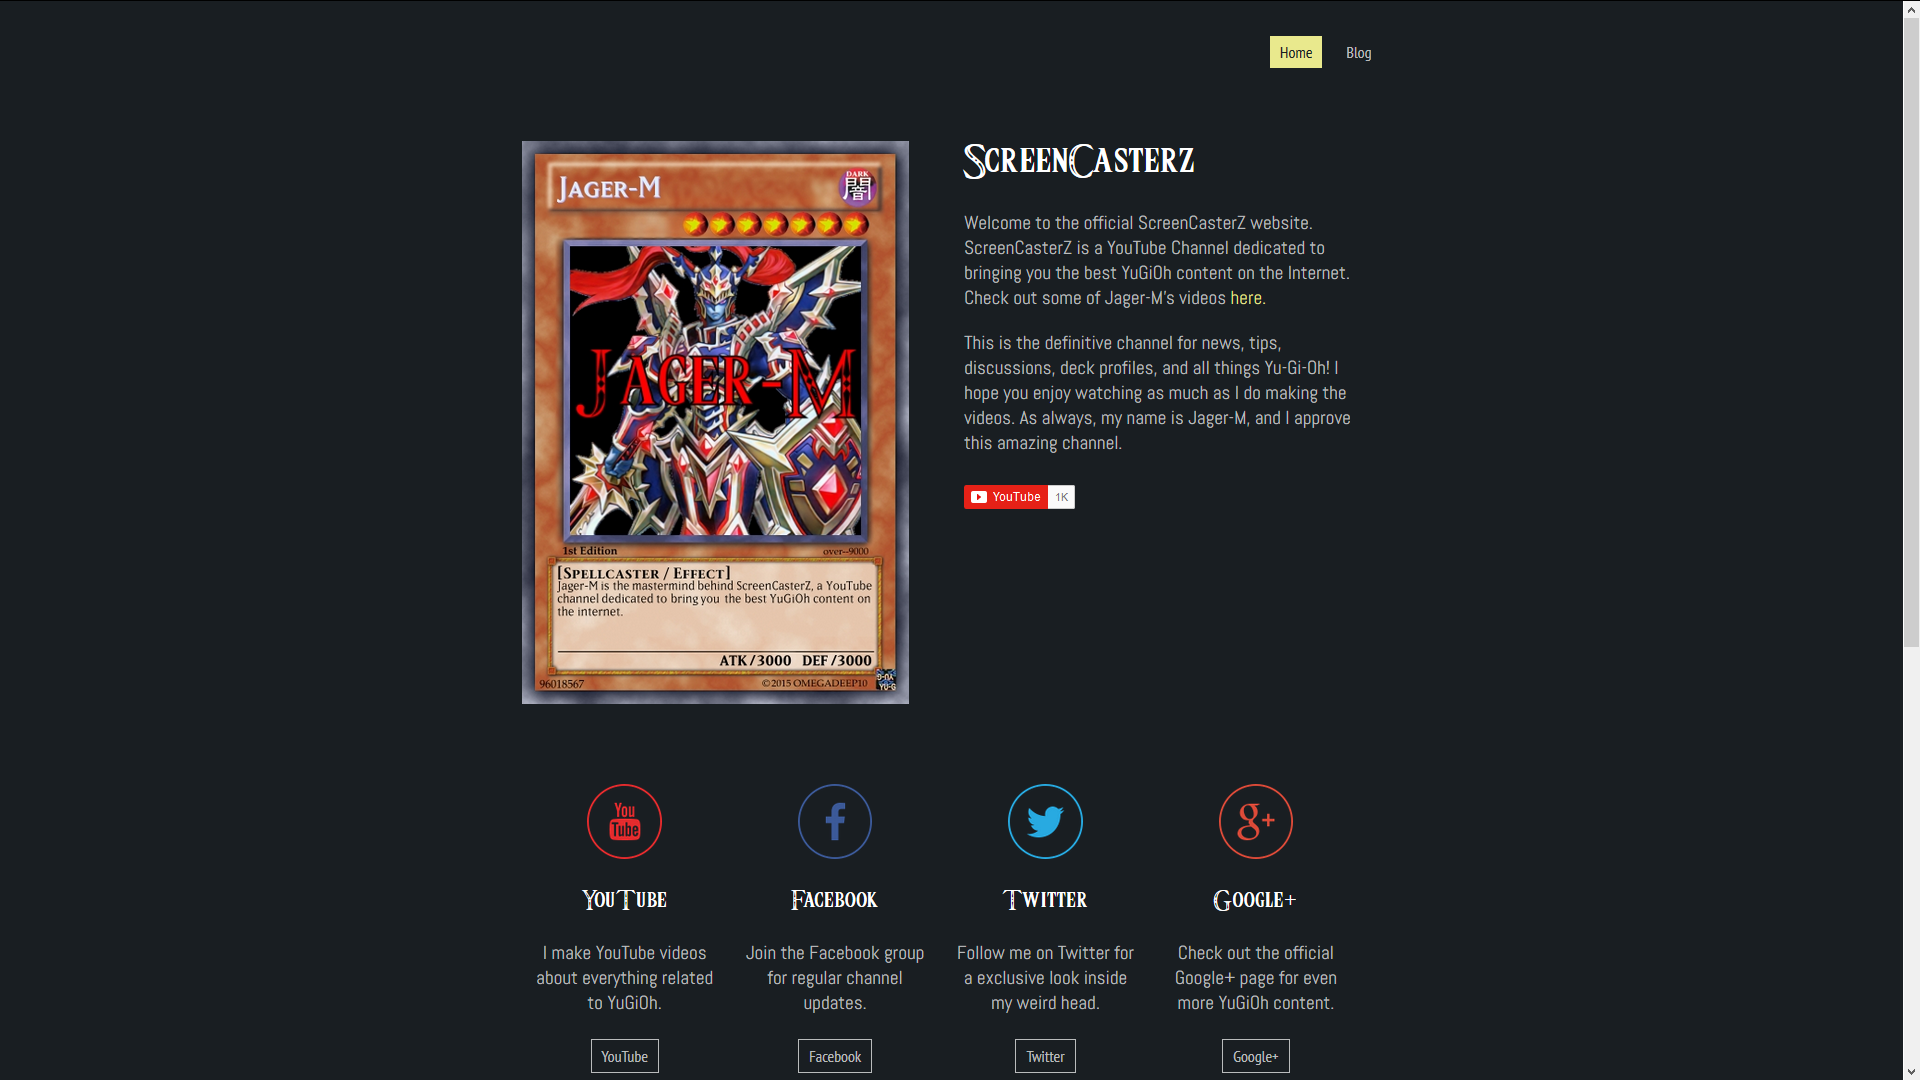 Home
Blog
ScreenCasterz
Welcome to the official ScreenCasterZ website.
ScreenCasterZ is a YouTube Channel dedicated to
bringing you the best YuGiOh content on the Internet.
Check out some of Jager-M's videos here.
This is the definitive channel for news, tips,
discussions, deck profiles, and all things Yu-Gi-Oh! I
hope you enjoy watching as much as I do making the
videos. As always, my name is Jager-M, and I approve
this amazing channel.
YouTube 1K
Jager-M
DARK
闇
Jager-M
1st Edition
over--9000
[Spellcaster / Effect]
Jager-M is the mastermind behind ScreenCasterZ, a YouTube
channel dedicated to bring you the best YuGiOh content on
the internet.
ATK/3000 DEF/3000
96018567
©2015 OMEGADEEP10
You
Tube
YouTube
I make YouTube videos
about everything related
to YuGiOh.
YouTube
f
Facebook
Join the Facebook group
for regular channel
updates.
Facebook
Twitter
Follow me on Twitter for
a exclusive look inside
my weird head.
Twitter
g+
Google+
Check out the official
Google+ page for even
more YuGiOh content.
Google+